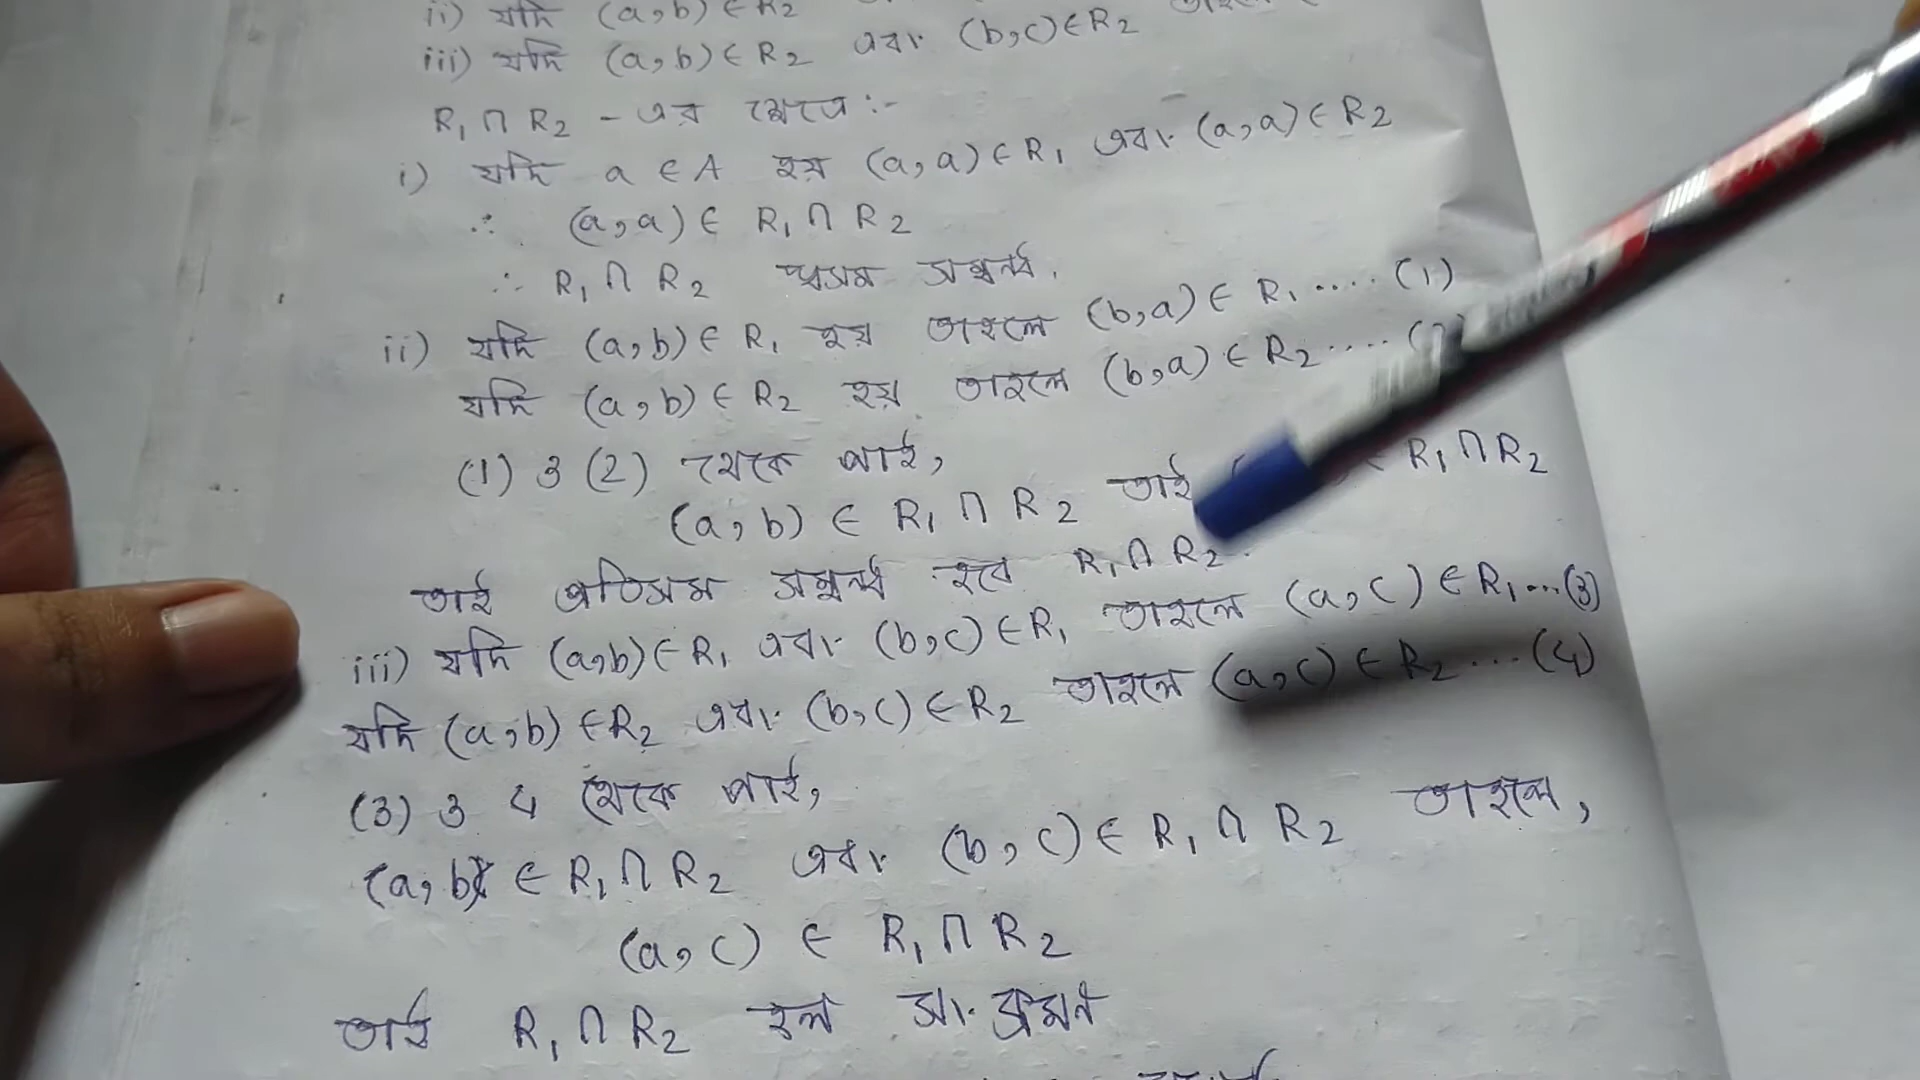 ii) যদি (a,b) ∈ R₂
iii) যদি (a,b) ∈ R₂ এবং (b,c) ∈ R₂
R₁ ∩ R₂ - এর ক্ষেত্রে :-
i) যদি a ∈ A হয় (a,a) ∈ R₁ এবং (a,a) ∈ R₂
∴ (a,a) ∈ R₁ ∩ R₂
∴ R₁ ∩ R₂ স্বসম সম্বন্ধ.
ii) যদি (a,b) ∈ R₁ হয় তাহলে (b,a) ∈ R₁ .... (1)
যদি (a,b) ∈ R₂ হয় তাহলে (b,a) ∈ R₂ ....
(1) ও (2) থেকে পাই,
(a,b) ∈ R₁ ∩ R₂ তাই ∈ R₁ ∩ R₂
তাই প্রতিসম সম্বন্ধ হবে R₁ ∩ R₂.
iii) যদি (a,b) ∈ R₁ এবং (b,c) ∈ R₁ তাহলে (a,c) ∈ R₁ ... (3)
যদি (a,b) ∈ R₂ এবং (b,c) ∈ R₂ তাহলে (a,c) ∈ R₂ ... (4)
(3) ও 4 থেকে পাই,
(a,b) ∈ R₁ ∩ R₂ এবং (b,c) ∈ R₁ ∩ R₂ তাহলে,
(a,c) ∈ R₁ ∩ R₂
তাই R₁ ∩ R₂ হল সংক্রমন